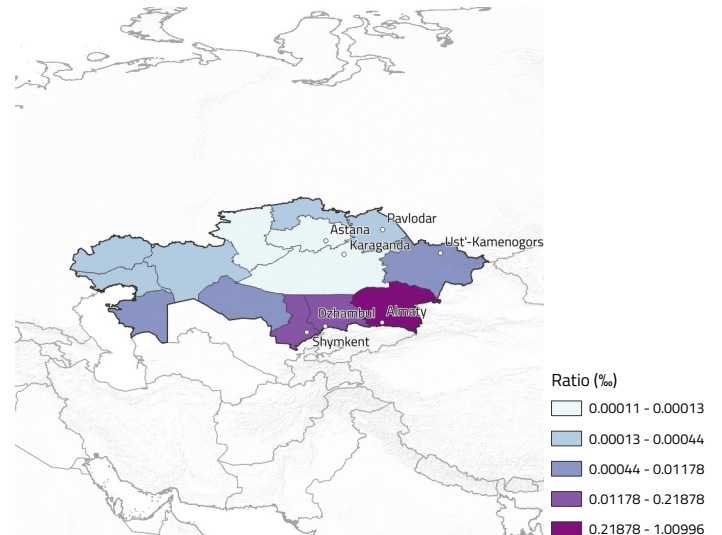 Pavlodar
Astana
Karaganda
Ust'-Kamenogors
Dzhambul
Almaty
Shymkent
Ratio (‰)
0.00011 - 0.00013
0.00013 - 0.00044
0.00044 - 0.01178
0.01178 - 0.21878
0.21878 - 1.00996